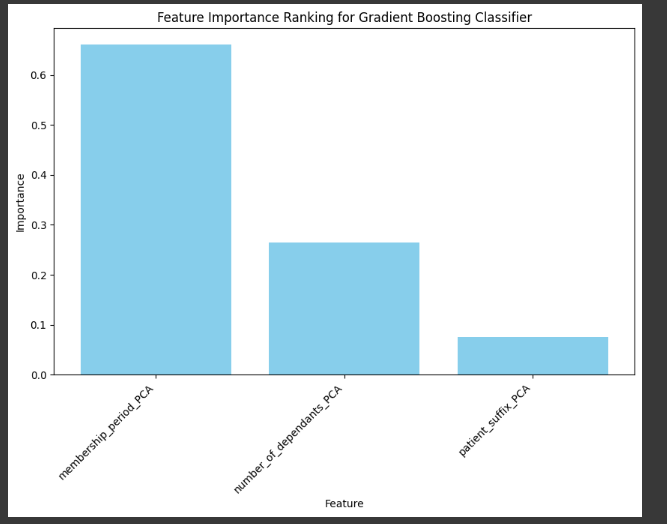 Feature Importance Ranking for Gradient Boosting Classifier
Importance
0.6
0.5
0.4
0.3
0.2
0.1
0.0
membership_period_PCA
number_of_dependants_PCA
patient_suffix_PCA
Feature